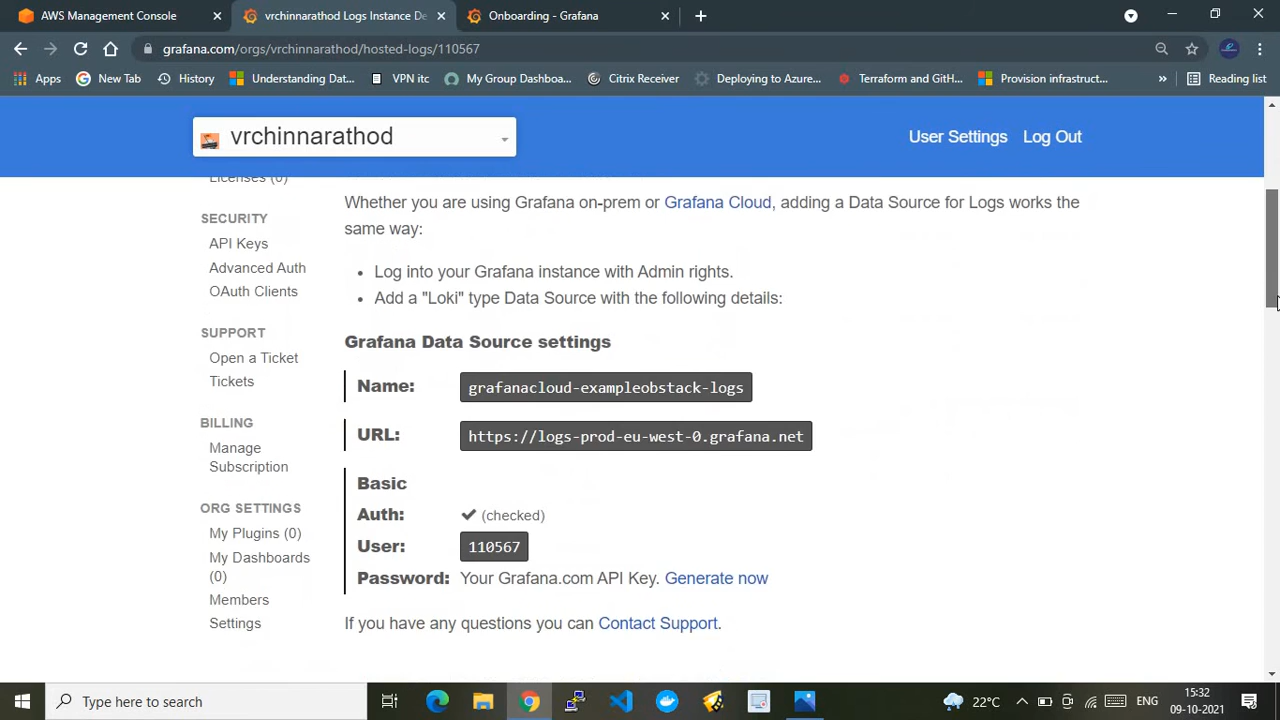 AWS Management Console
vrchinnarathod Logs Instance De
Onboarding - Grafana
grafana.com/orgs/vrchinnarathod/hosted-logs/110567
Apps
New Tab
History
Understanding Dat...
VPN itc
My Group Dashboa...
Citrix Receiver
Deploying to Azure...
Terraform and GitH...
Provision infrastruct...
»
Reading list
vrchinnarathod
User Settings
Log Out
Licenses (0)
SECURITY
API Keys
Advanced Auth
OAuth Clients
SUPPORT
Open a Ticket
Tickets
BILLING
Manage
Subscription
ORG SETTINGS
My Plugins (0)
My Dashboards
(0)
Members
Settings
Whether you are using Grafana on-prem or Grafana Cloud, adding a Data Source for Logs works the
same way:
• Log into your Grafana instance with Admin rights.
• Add a "Loki" type Data Source with the following details:
Grafana Data Source settings
Name: grafanacloud-exampleobstack-logs
URL: https://logs-prod-eu-west-0.grafana.net
Basic
Auth: ✔ (checked)
User: 110567
Password: Your Grafana.com API Key. Generate now
If you have any questions you can Contact Support.
Type here to search
22°C
ENG
15:32
09-10-2021